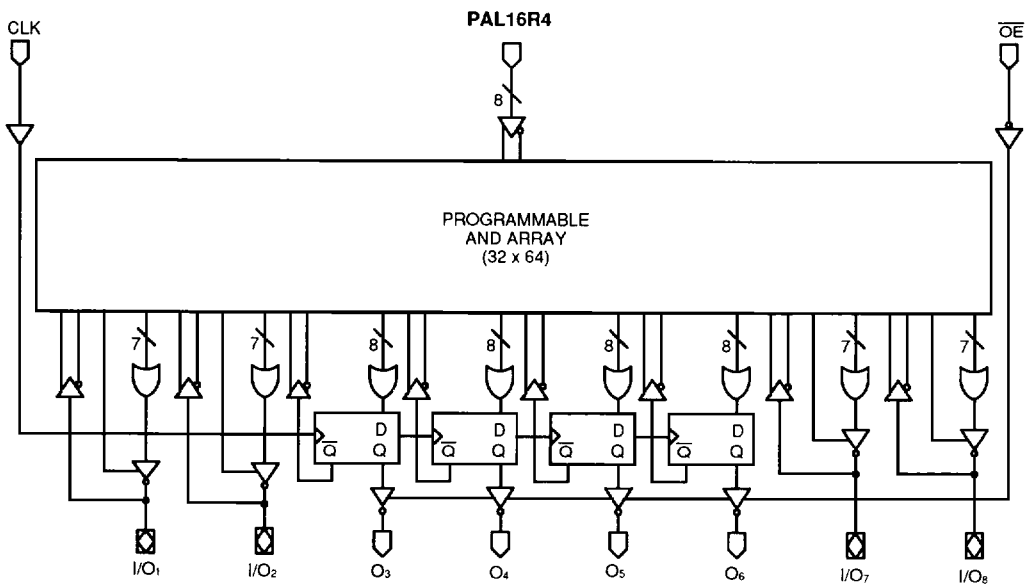 PAL16R4
CLK
OE
8
PROGRAMMABLE
AND ARRAY
(32 x 64)
7 7 8 8 8 8 7 7
D D D D
Q Q Q Q Q Q Q Q
I/O1 I/O2 O3 O4 O5 O6 I/O7 I/O8